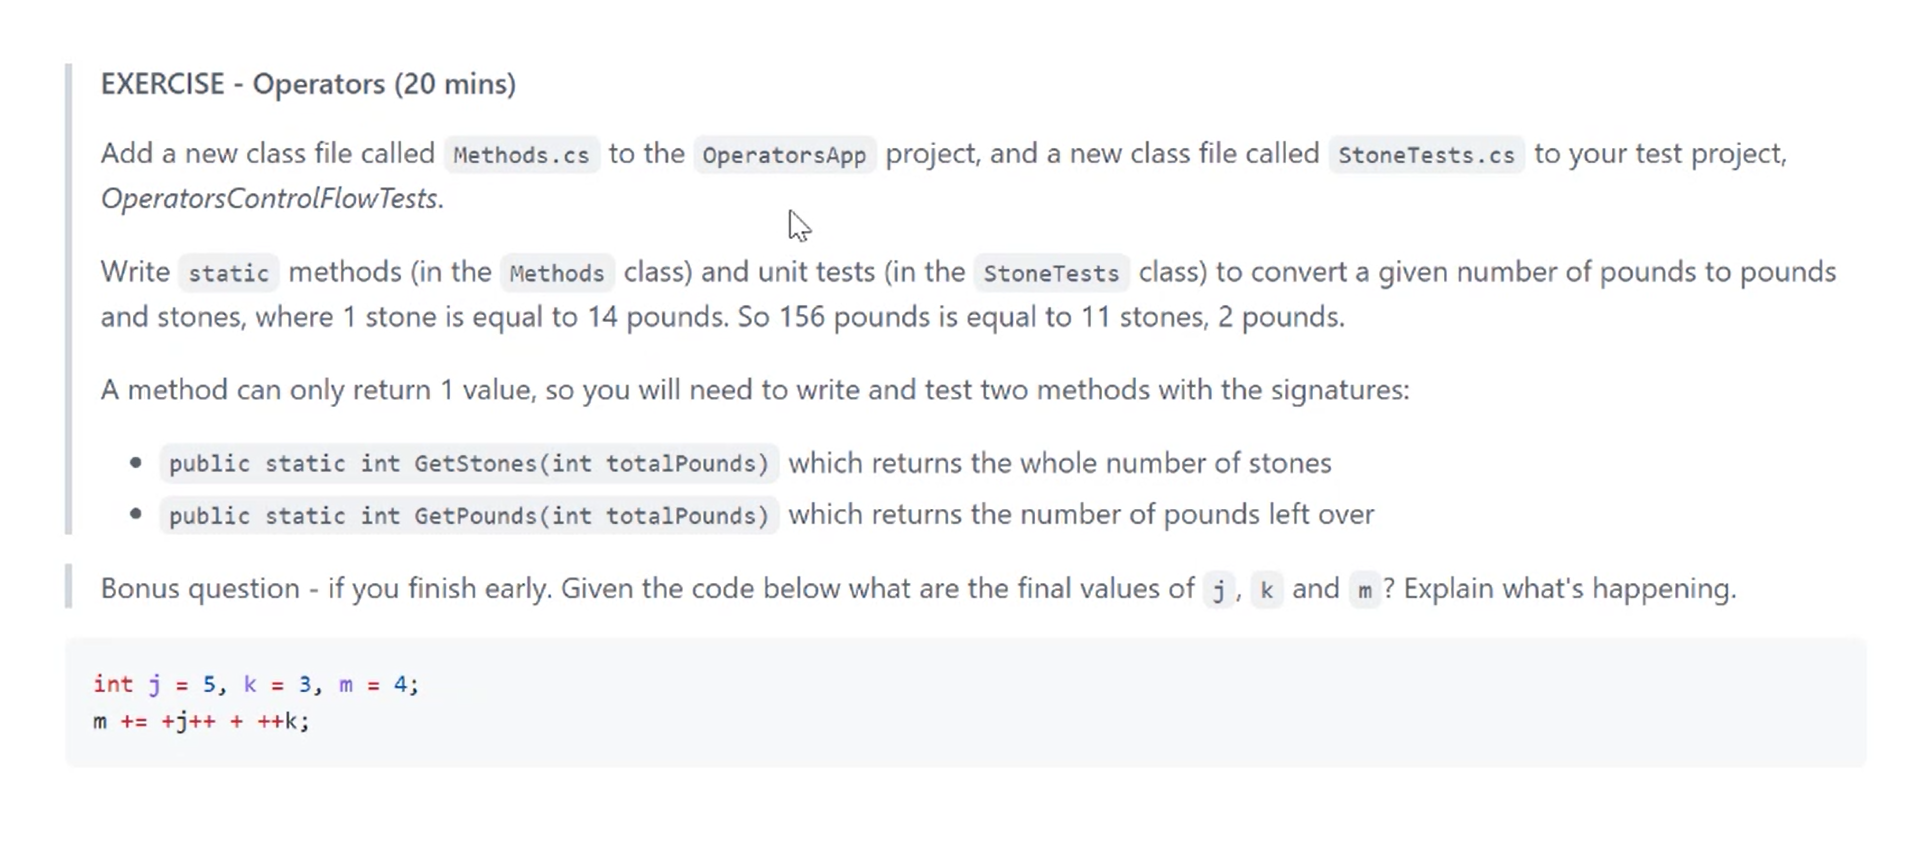 EXERCISE - Operators (20 mins)
Add a new class file called Methods.cs to the OperatorsApp project, and a new class file called StoneTests.cs to your test project,
OperatorsControlFlowTests.
Write static methods (in the Methods class) and unit tests (in the StoneTests class) to convert a given number of pounds to pounds
and stones, where 1 stone is equal to 14 pounds. So 156 pounds is equal to 11 stones, 2 pounds.
A method can only return 1 value, so you will need to write and test two methods with the signatures:
• public static int GetStones(int totalPounds) which returns the whole number of stones
• public static int GetPounds(int totalPounds) which returns the number of pounds left over
Bonus question - if you finish early. Given the code below what are the final values of j, k and m? Explain what's happening.
int j = 5, k = 3, m = 4;
m += +j++ + ++k;